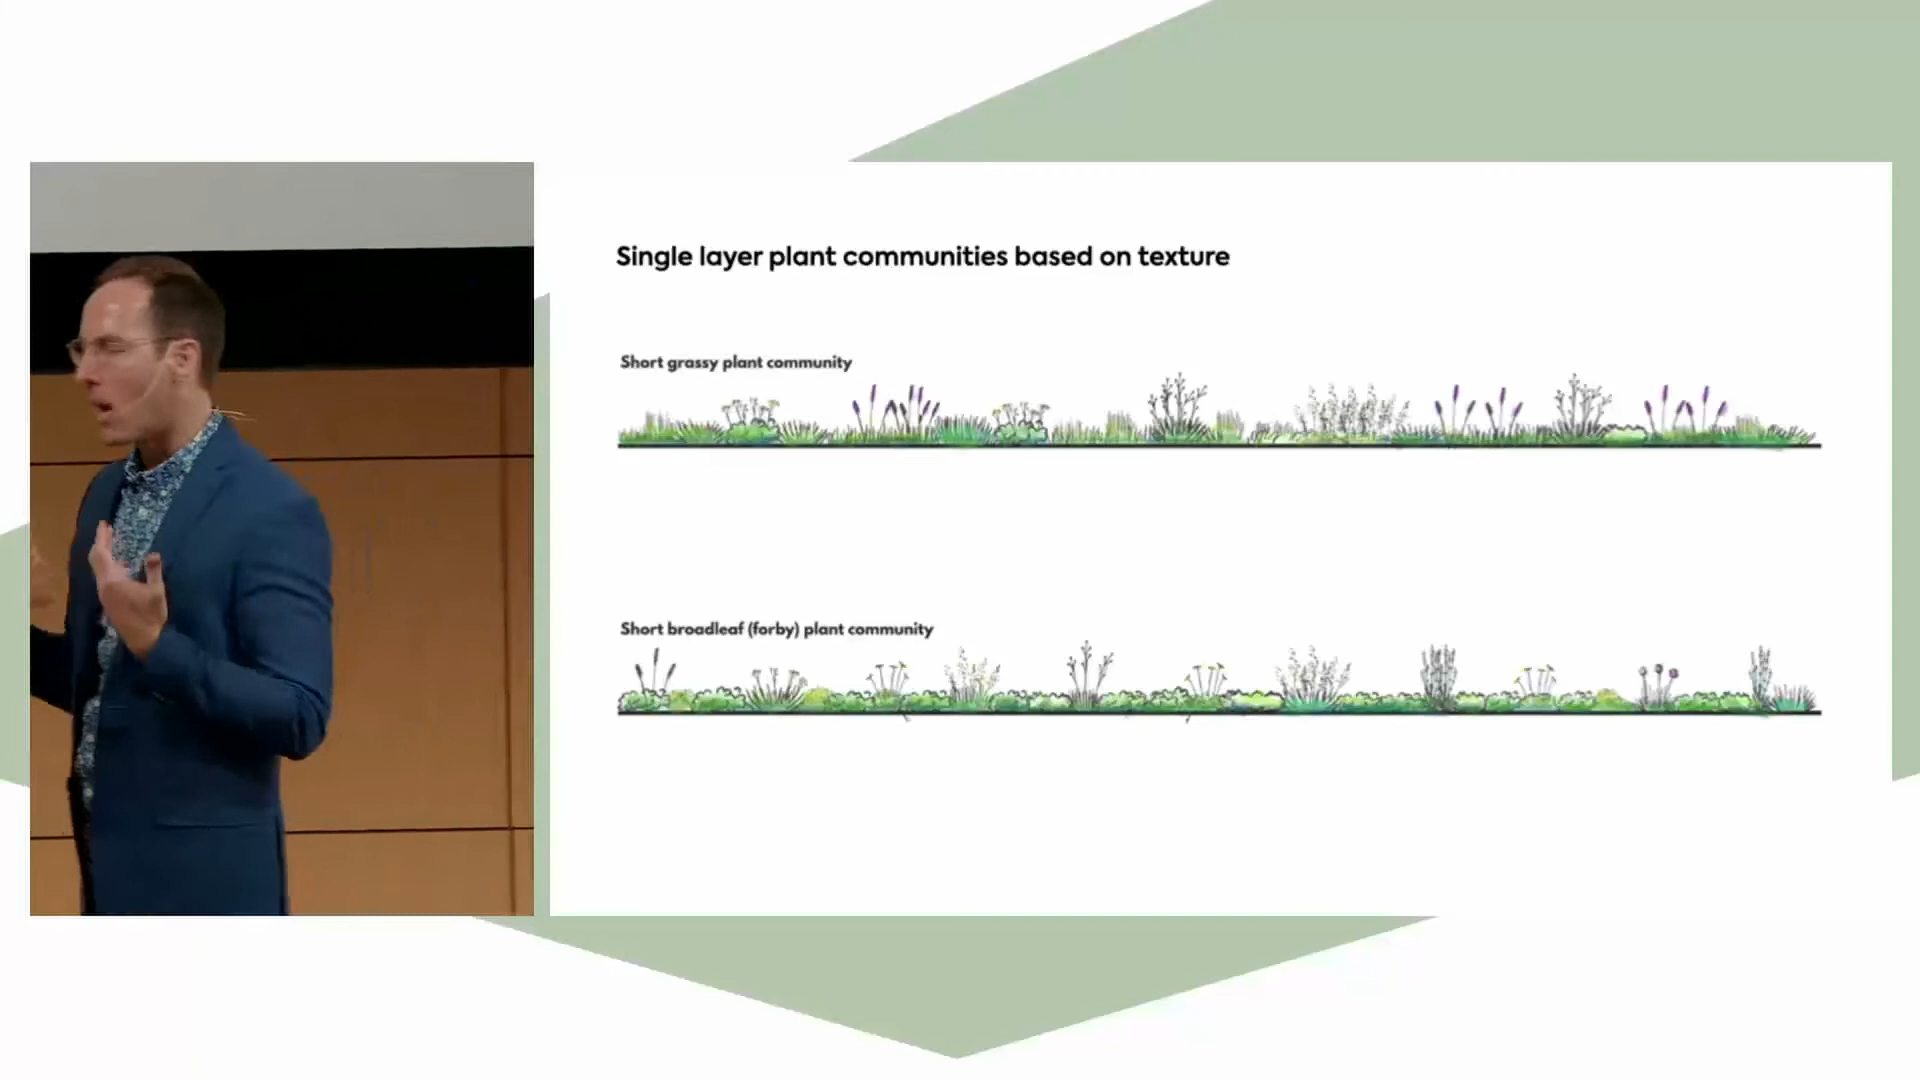 Single layer plant communities based on texture
Short grassy plant community
Short broadleaf (forby) plant community